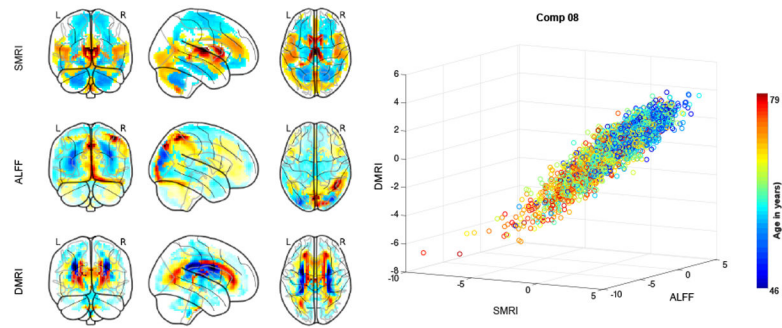 Comp 08
L R
SMRI
L R
ALFF
L R
DMRI
L R
L R
L R
6
4
2
0
-2
-4
-6
-8
DMRI
-10
-5
0
5
SMRI
-10
-5
0
5
ALFF
79
Age in years)
46